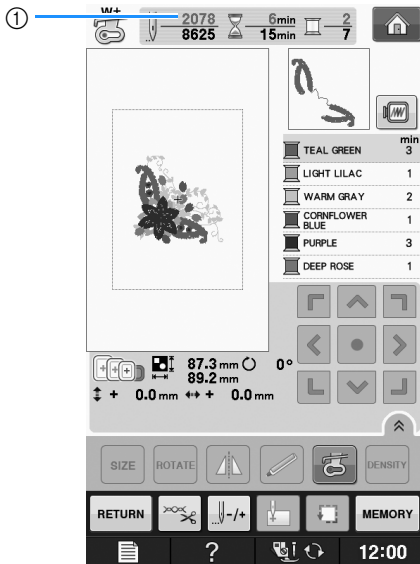 ① W+ 2078 6min 2
8625 15min 7
min
TEAL GREEN 3
LIGHT LILAC 1
WARM GRAY 2
CORNFLOWER
BLUE 1
PURPLE 3
DEEP ROSE 1
87.3 mm 0°
89.2 mm
+ 0.0 mm + 0.0 mm
SIZE ROTATE DENSITY
RETURN -/+ MEMORY
? 12:00